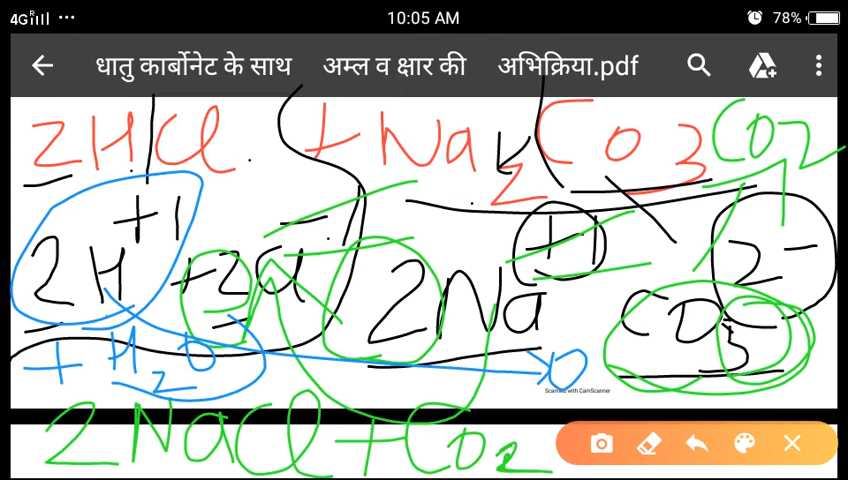 4G 10:05 AM 78%
धातु कार्बोनेट के साथ अम्ल व क्षार की अभिक्रिया.pdf
2HCl + Na2CO3 CO2
2H+1 + 2Cl- 2Na+1 CO3 2-
+ H2O O
Scanned with CamScanner
2NaCl + CO2